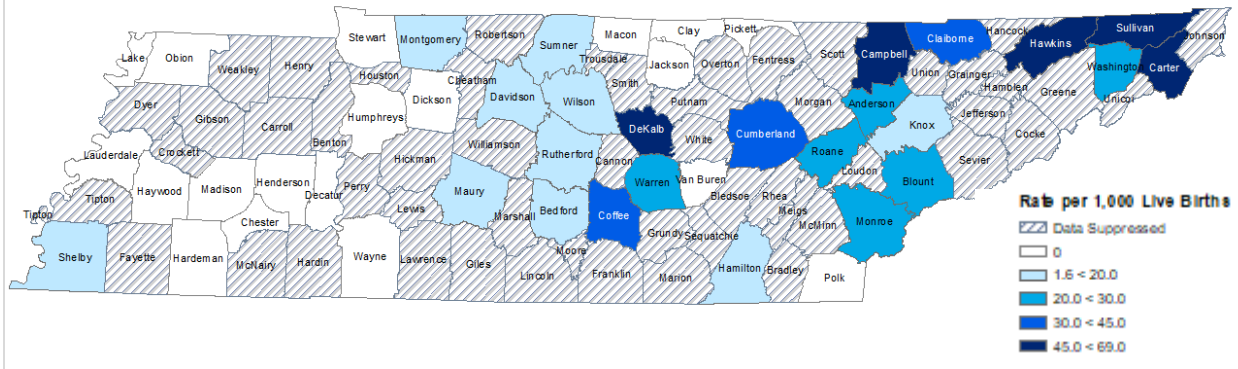 Stewart
Montgomery
Robertson
Sumner
Macon
Clay
Pickett
Scott
Campbell
Claiborne
Hancock
Hawkins
Sullivan
Johnson
Lake
Obion
Weakley
Henry
Houston
Cheatham
Trousdale
Smith
Jackson
Overton
Fentress
Union
Grainger
Hamblen
Greene
Washington
Carter
Unicoi
Dyer
Gibson
Carroll
Benton
Humphreys
Dickson
Davidson
Wilson
DeKalb
Putnam
Morgan
Anderson
Knox
Jefferson
Cocke
Sevier
Lauderdale
Crockett
Hickman
Williamson
Rutherford
Cannon
White
Cumberland
Roane
Loudon
Blount
Tipton
Tipton
Haywood
Madison
Henderson
Decatur
Perry
Lewis
Maury
Marshall
Bedford
Coffee
Warren
Van Buren
Bledsoe
Rhea
Meigs
McMinn
Monroe
Shelby
Fayette
Hardeman
Chester
McNairy
Hardin
Wayne
Lawrence
Giles
Lincoln
Moore
Franklin
Grundy
Sequatchie
Marion
Hamilton
Bradley
Polk
Rate per 1,000 Live Births
Data Suppressed
0
1.6 < 20.0
20.0 < 30.0
30.0 < 45.0
45.0 < 69.0